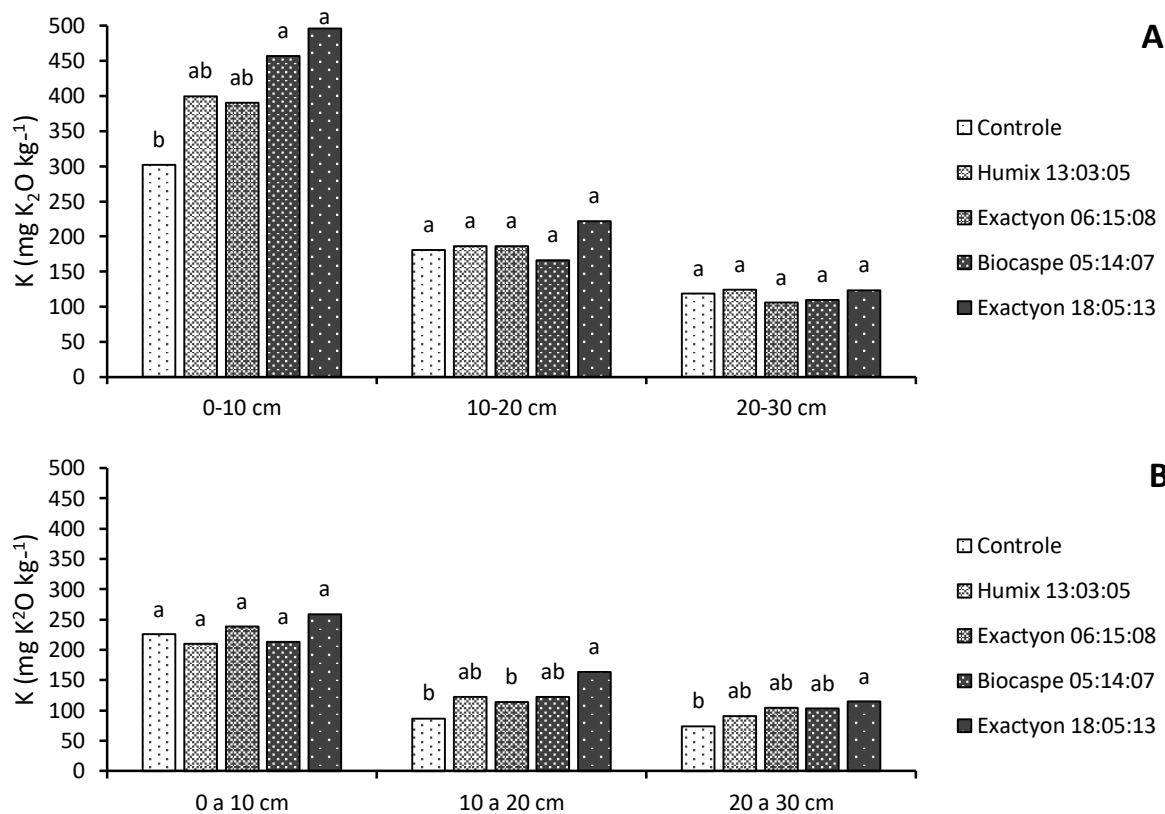 A
K (mg K₂O kg-¹)
500
450
400
350
300
250
200
150
100
50
0
b ab ab a a
a a a a a
a a a a a
0-10 cm 10-20 cm 20-30 cm
Controle
Humix 13:03:05
Exactyon 06:15:08
Biocaspe 05:14:07
Exactyon 18:05:13
B
K (mg K²O kg-¹)
500
450
400
350
300
250
200
150
100
50
0
a a a a a
b ab b ab a
b ab ab ab a
0 a 10 cm 10 a 20 cm 20 a 30 cm
Controle
Humix 13:03:05
Exactyon 06:15:08
Biocaspe 05:14:07
Exactyon 18:05:13